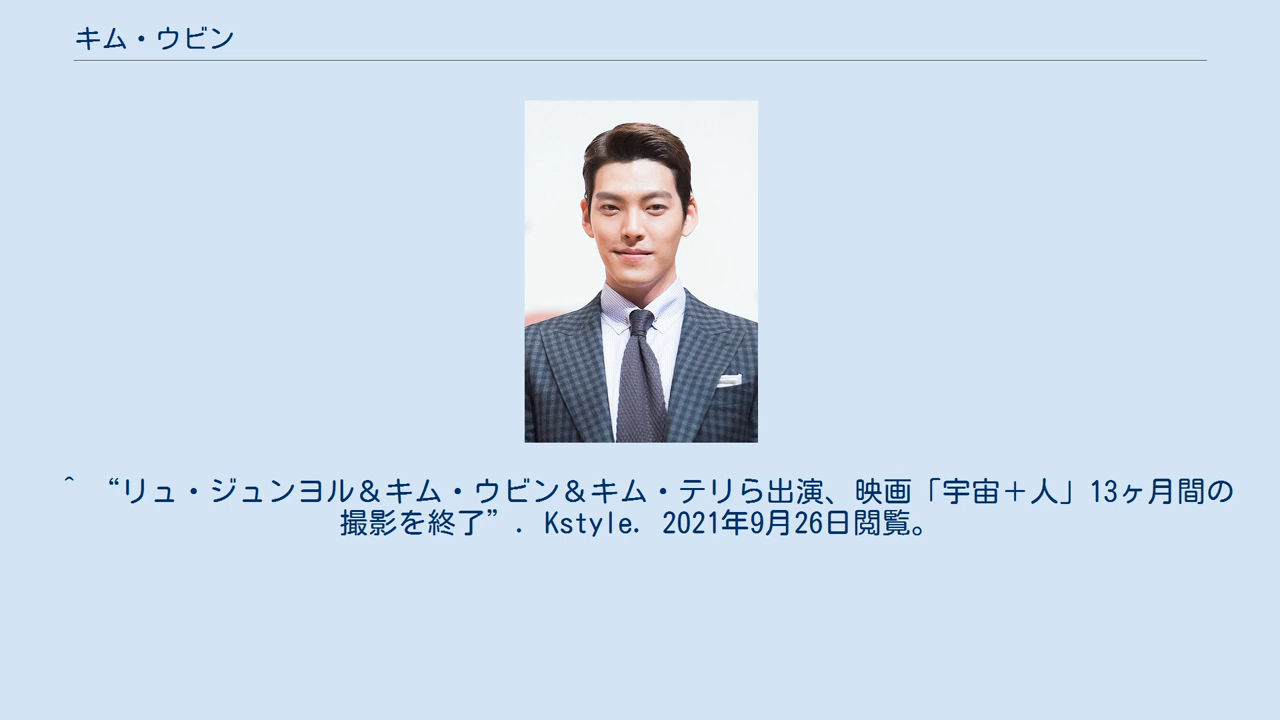 キム・ウビン
^ “リュ・ジュンヨル＆キム・ウビン＆キム・テリら出演、映画「宇宙＋人」13ヶ月間の
撮影を終了”. Kstyle. 2021年9月26日閲覧。